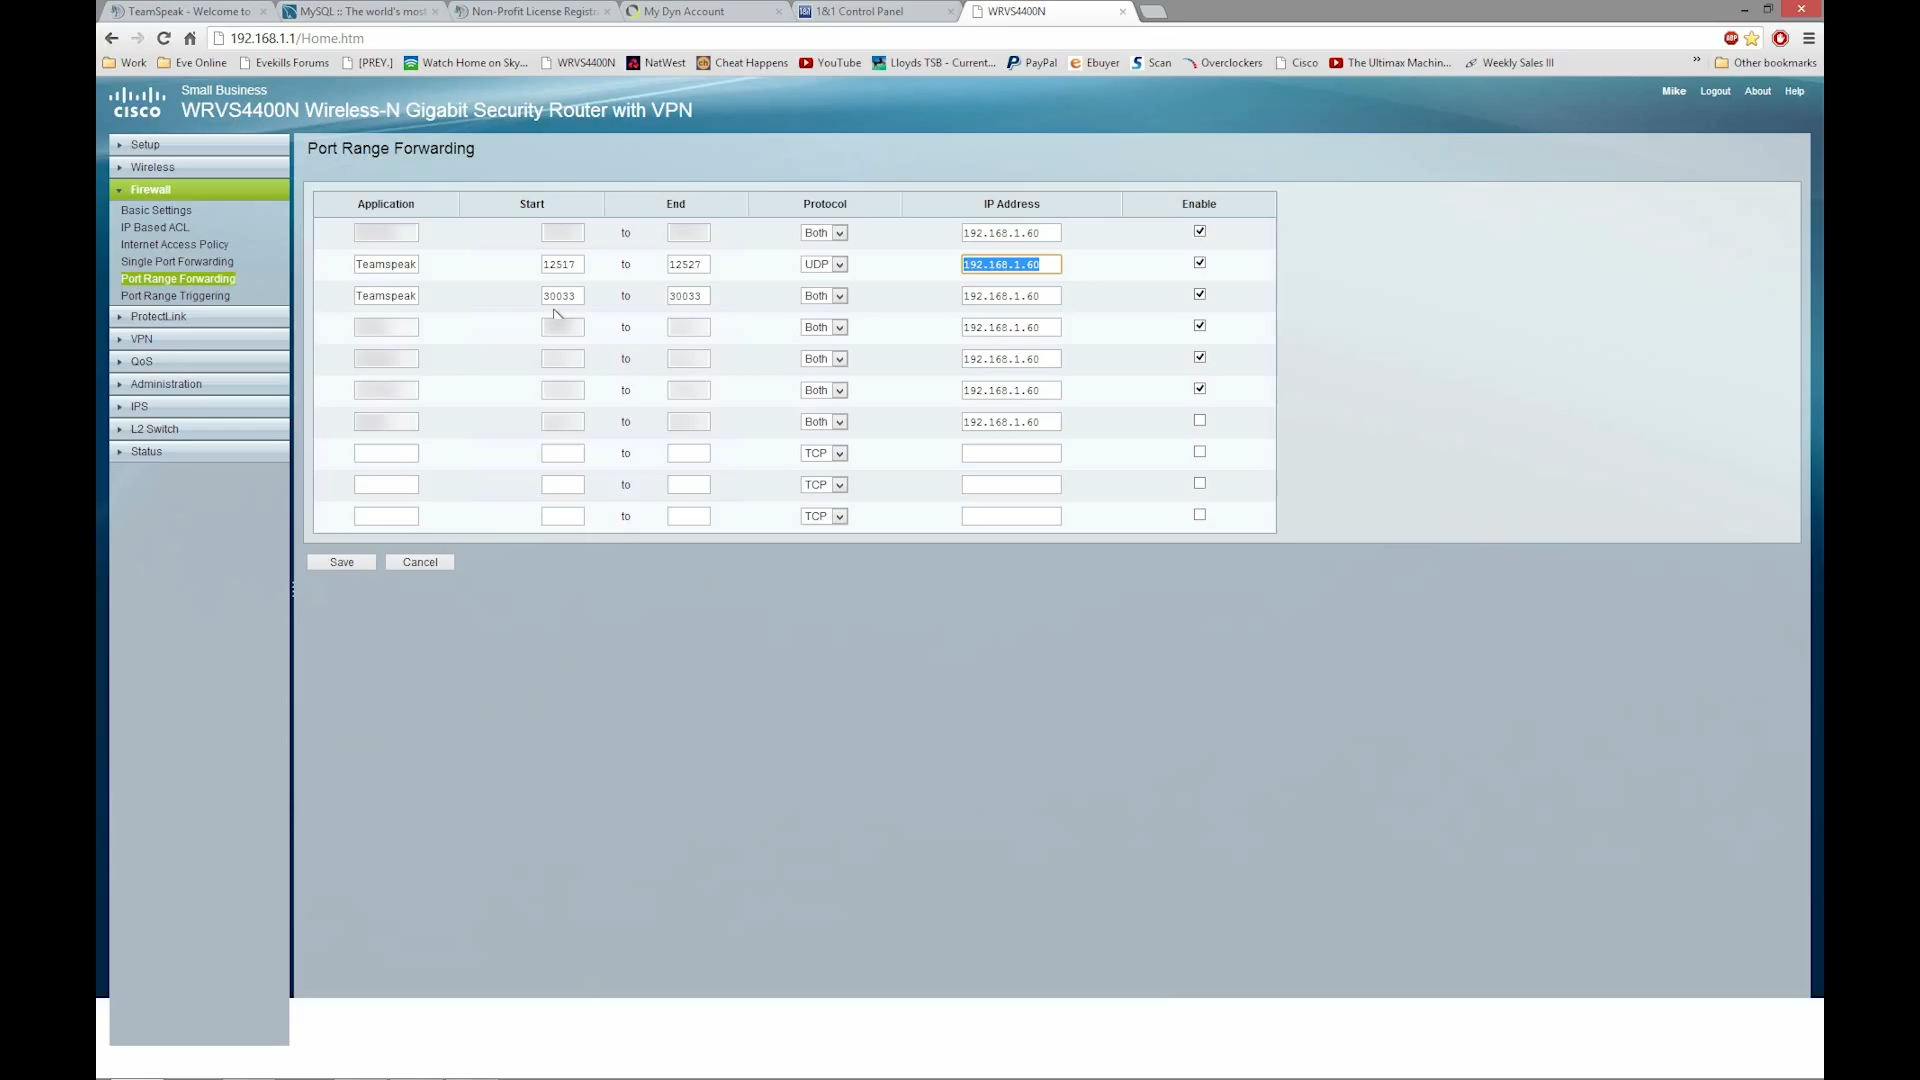 TeamSpeak - Welcome to
MySQL :: The world's most
Non-Profit License Registr
My Dyn Account
1&1 Control Panel
WRVS4400N
192.168.1.1/Home.htm
ABP
Work
Eve Online
Evekills Forums
[PREY.]
Watch Home on Sky...
WRVS4400N
NatWest
Cheat Happens
YouTube
Lloyds TSB - Current...
PayPal
Ebuyer
Scan
Overclockers
Cisco
The Ultimax Machin...
Weekly Sales III
»
Other bookmarks
cisco
Small Business
WRVS4400N Wireless-N Gigabit Security Router with VPN
Mike Logout About Help
Setup
Wireless
Firewall
Basic Settings
IP Based ACL
Internet Access Policy
Single Port Forwarding
Port Range Forwarding
Port Range Triggering
ProtectLink
VPN
QoS
Administration
IPS
L2 Switch
Status
Port Range Forwarding
Application Start End Protocol IP Address Enable
to Both 192.168.1.60
Teamspeak 12517 to 12527 UDP 192.168.1.60
Teamspeak 30033 to 30033 Both 192.168.1.60
to Both 192.168.1.60
to Both 192.168.1.60
to Both 192.168.1.60
to Both 192.168.1.60
to TCP
to TCP
to TCP
Save Cancel